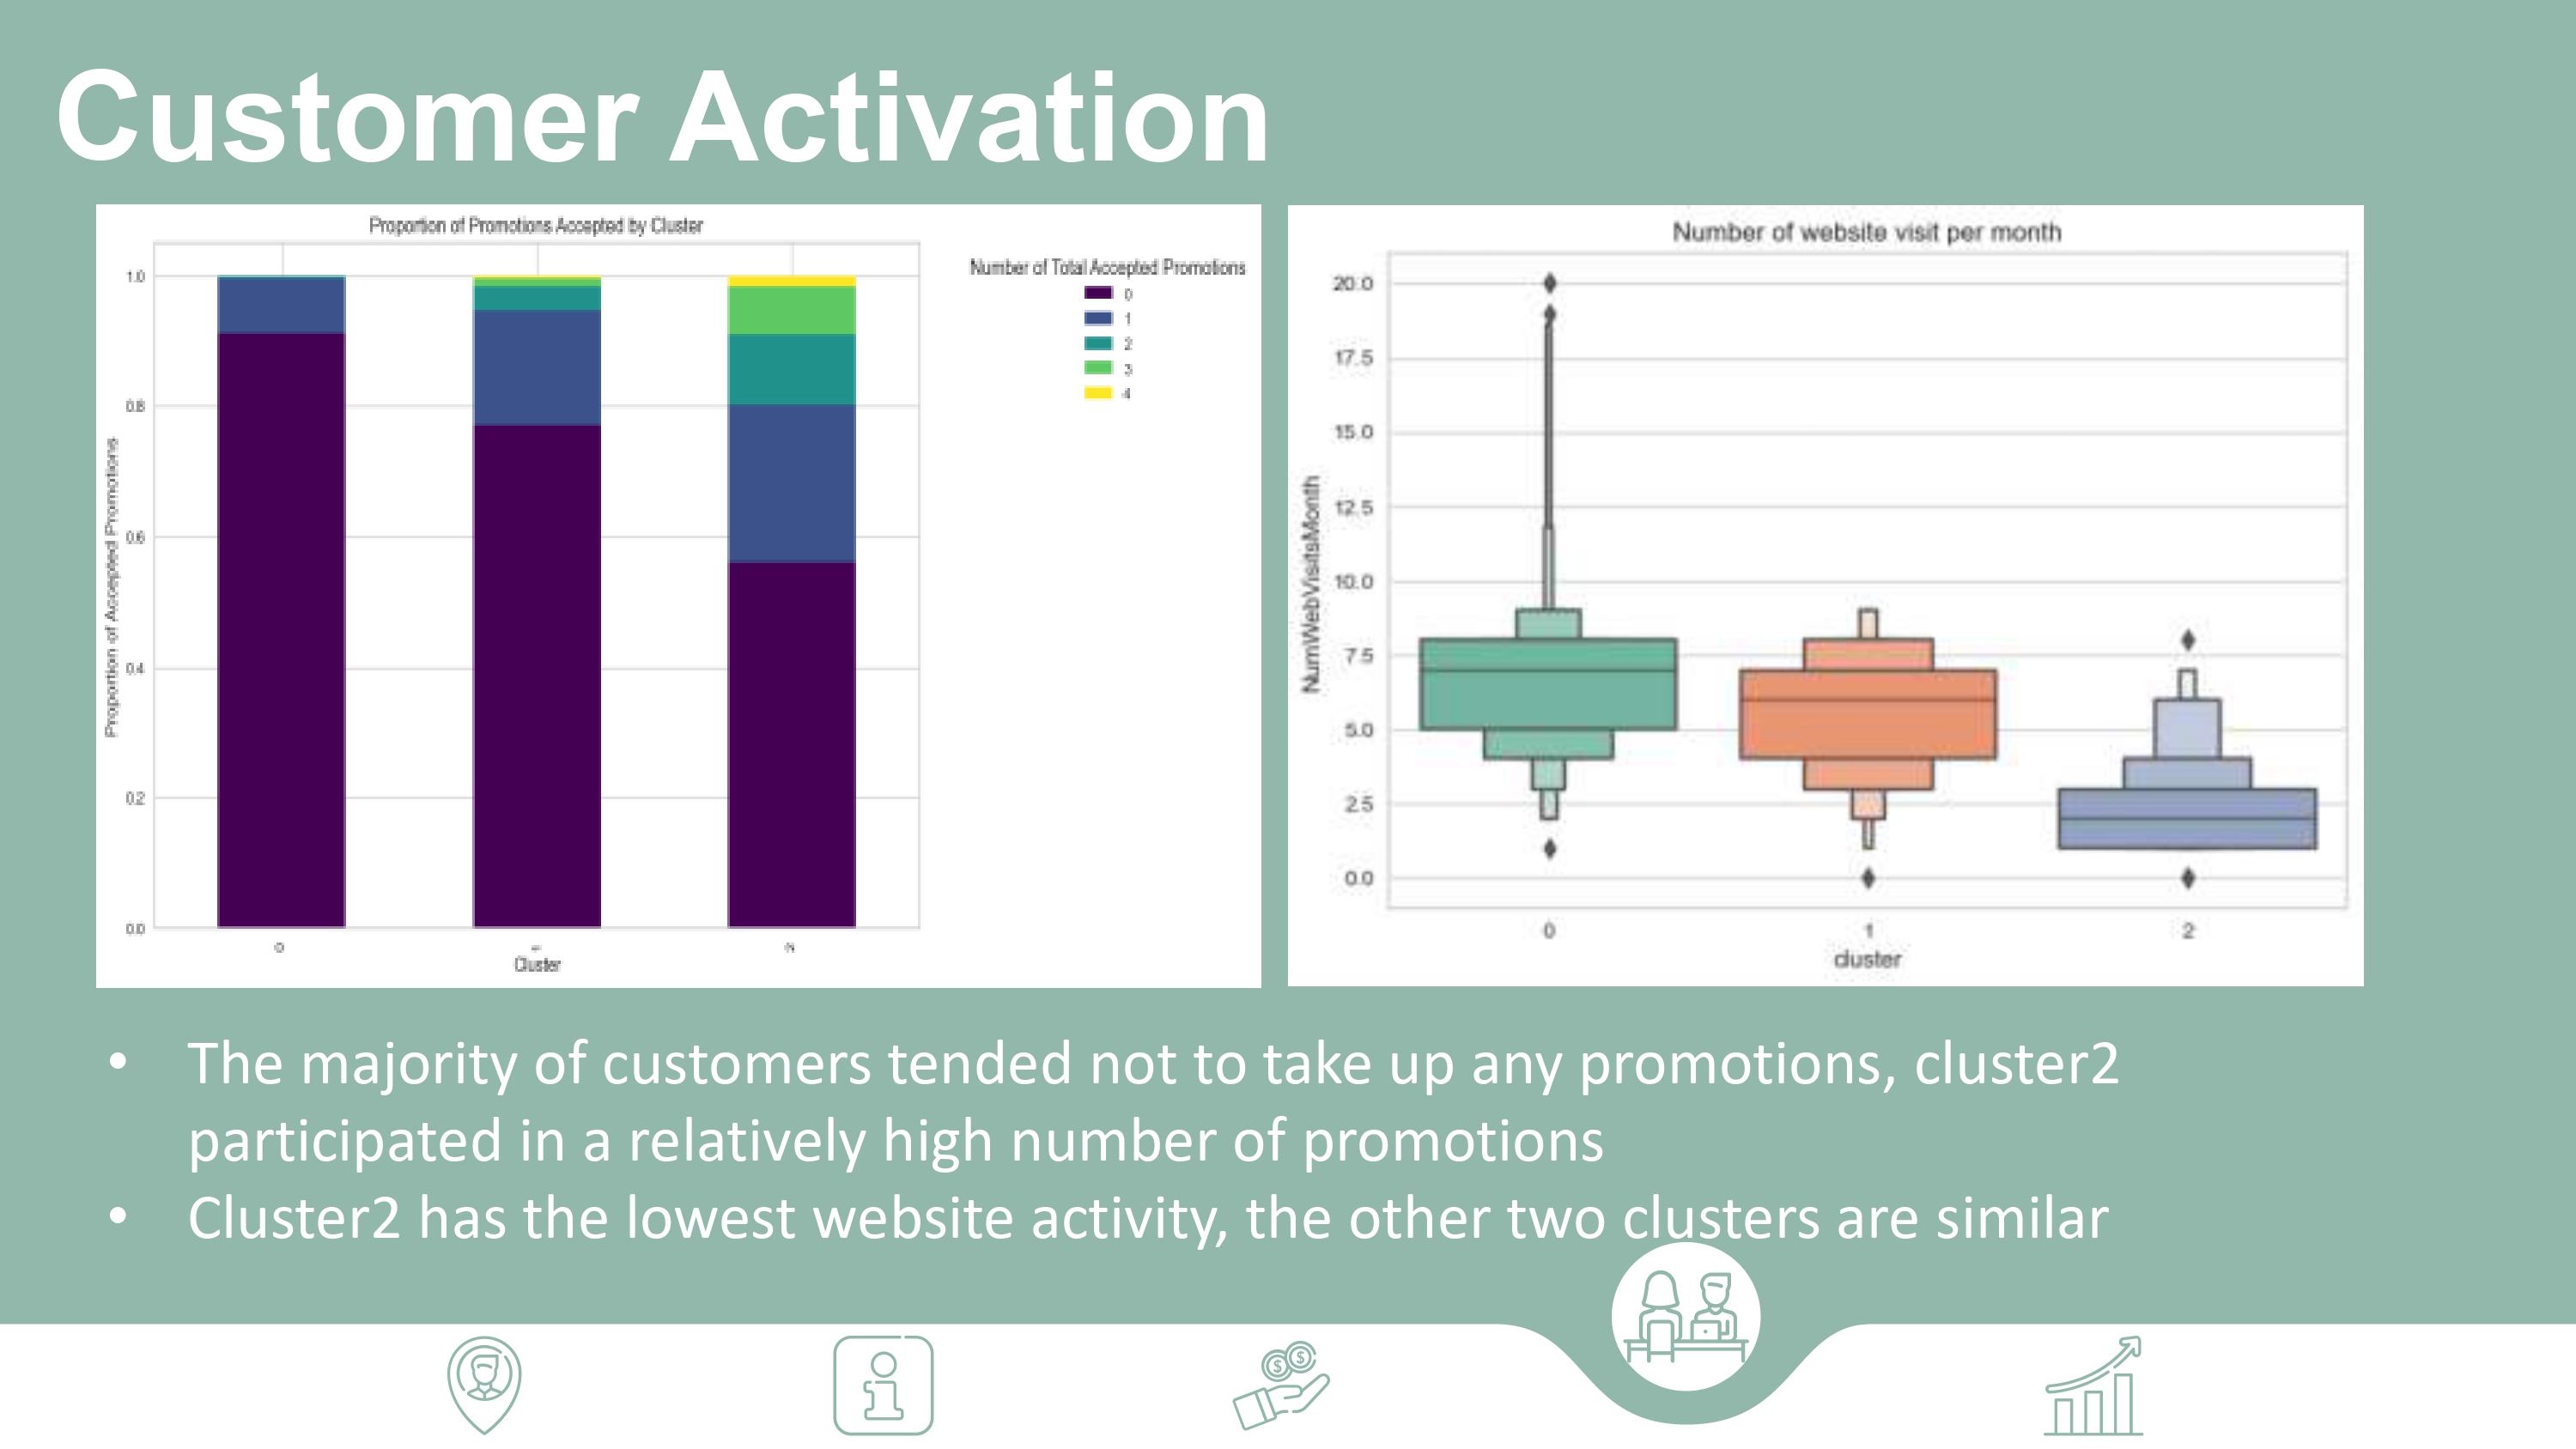 Customer Activation
Proportion of Promotions Accepted by Cluster
Number of Total Accepted Promotions
0
1
2
3
4
1.0
0.8
0.6
0.4
0.2
0.0
Proportion of Accepted Promotions
0
1
2
Cluster
Number of website visit per month
20.0
17.5
15.0
12.5
10.0
7.5
5.0
2.5
0.0
NumWebVisitsMonth
0
1
2
cluster
• The majority of customers tended not to take up any promotions, cluster2
participated in a relatively high number of promotions
• Cluster2 has the lowest website activity, the other two clusters are similar
$ $